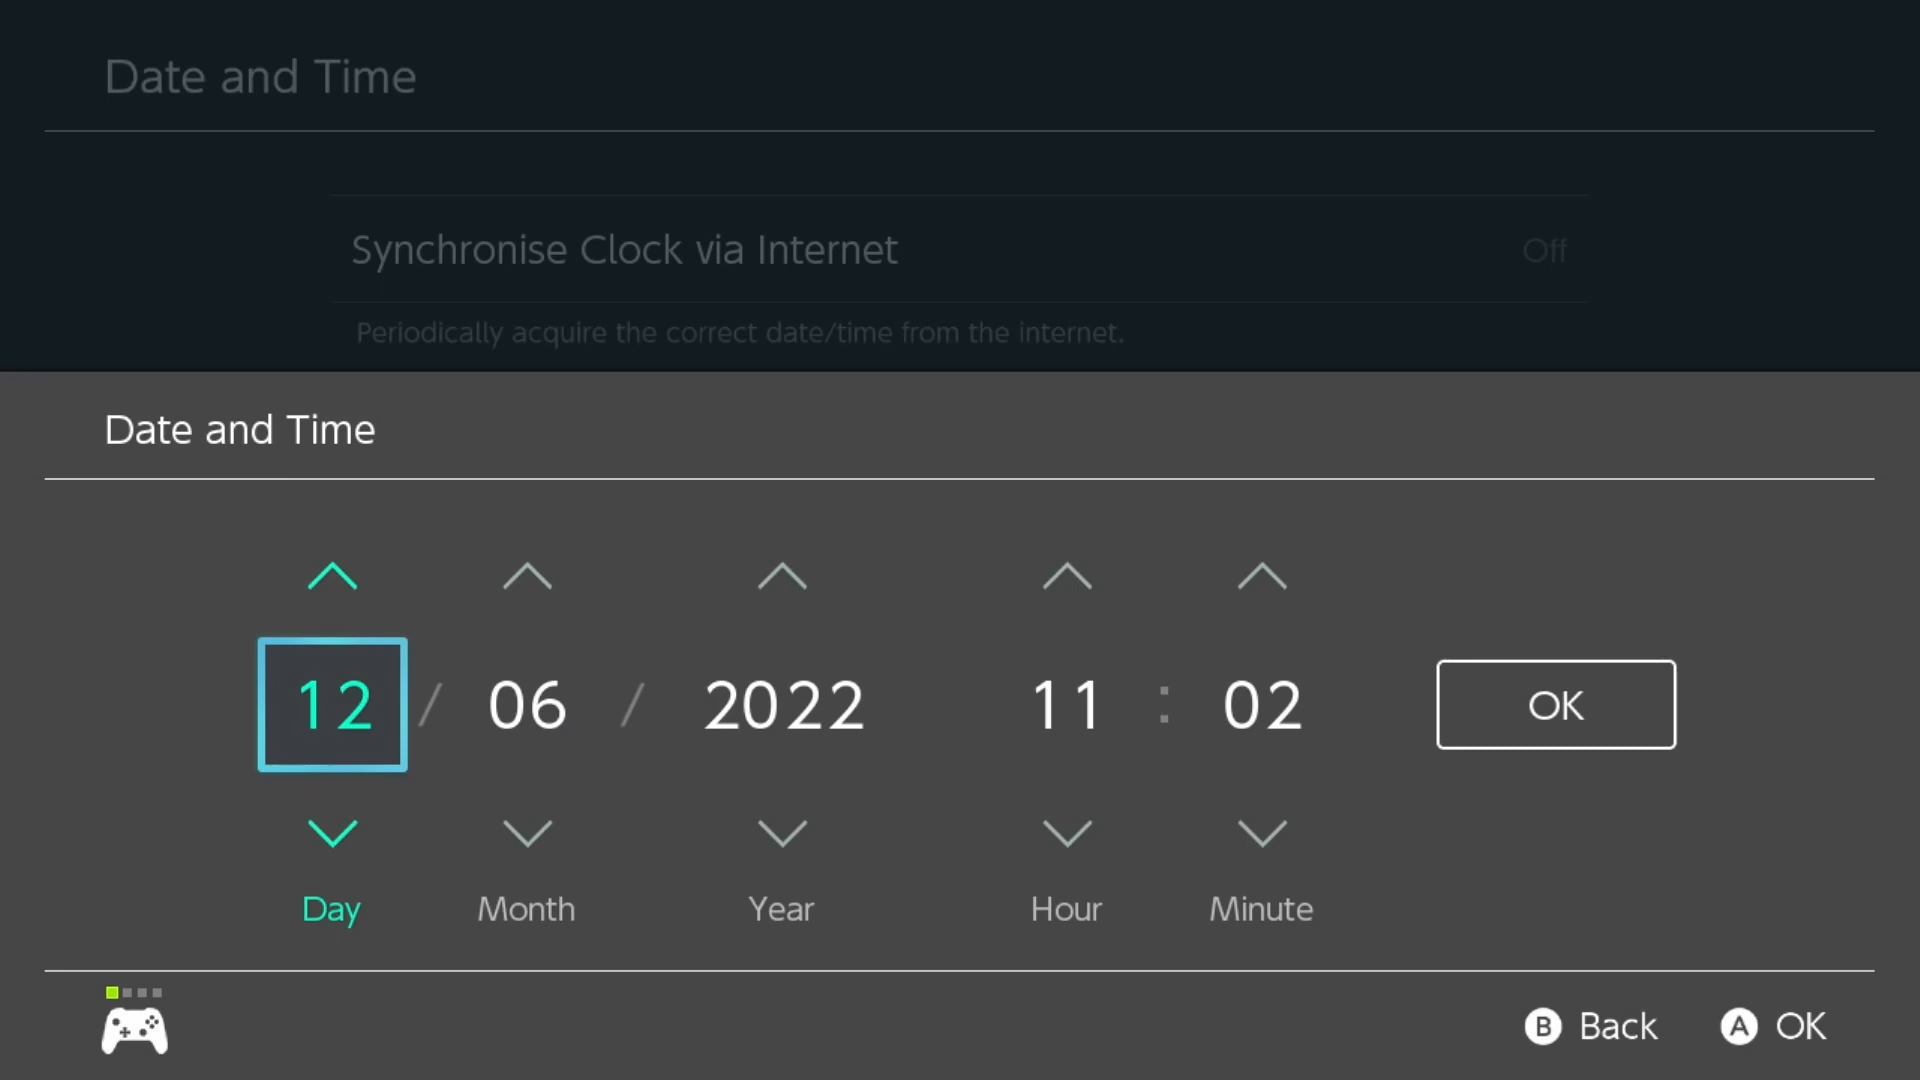 Date and Time
Synchronise Clock via Internet Off
Periodically acquire the correct date/time from the internet.
Date and Time
12 / 06 / 2022 11 : 02 OK
Day Month Year Hour Minute
B Back A OK